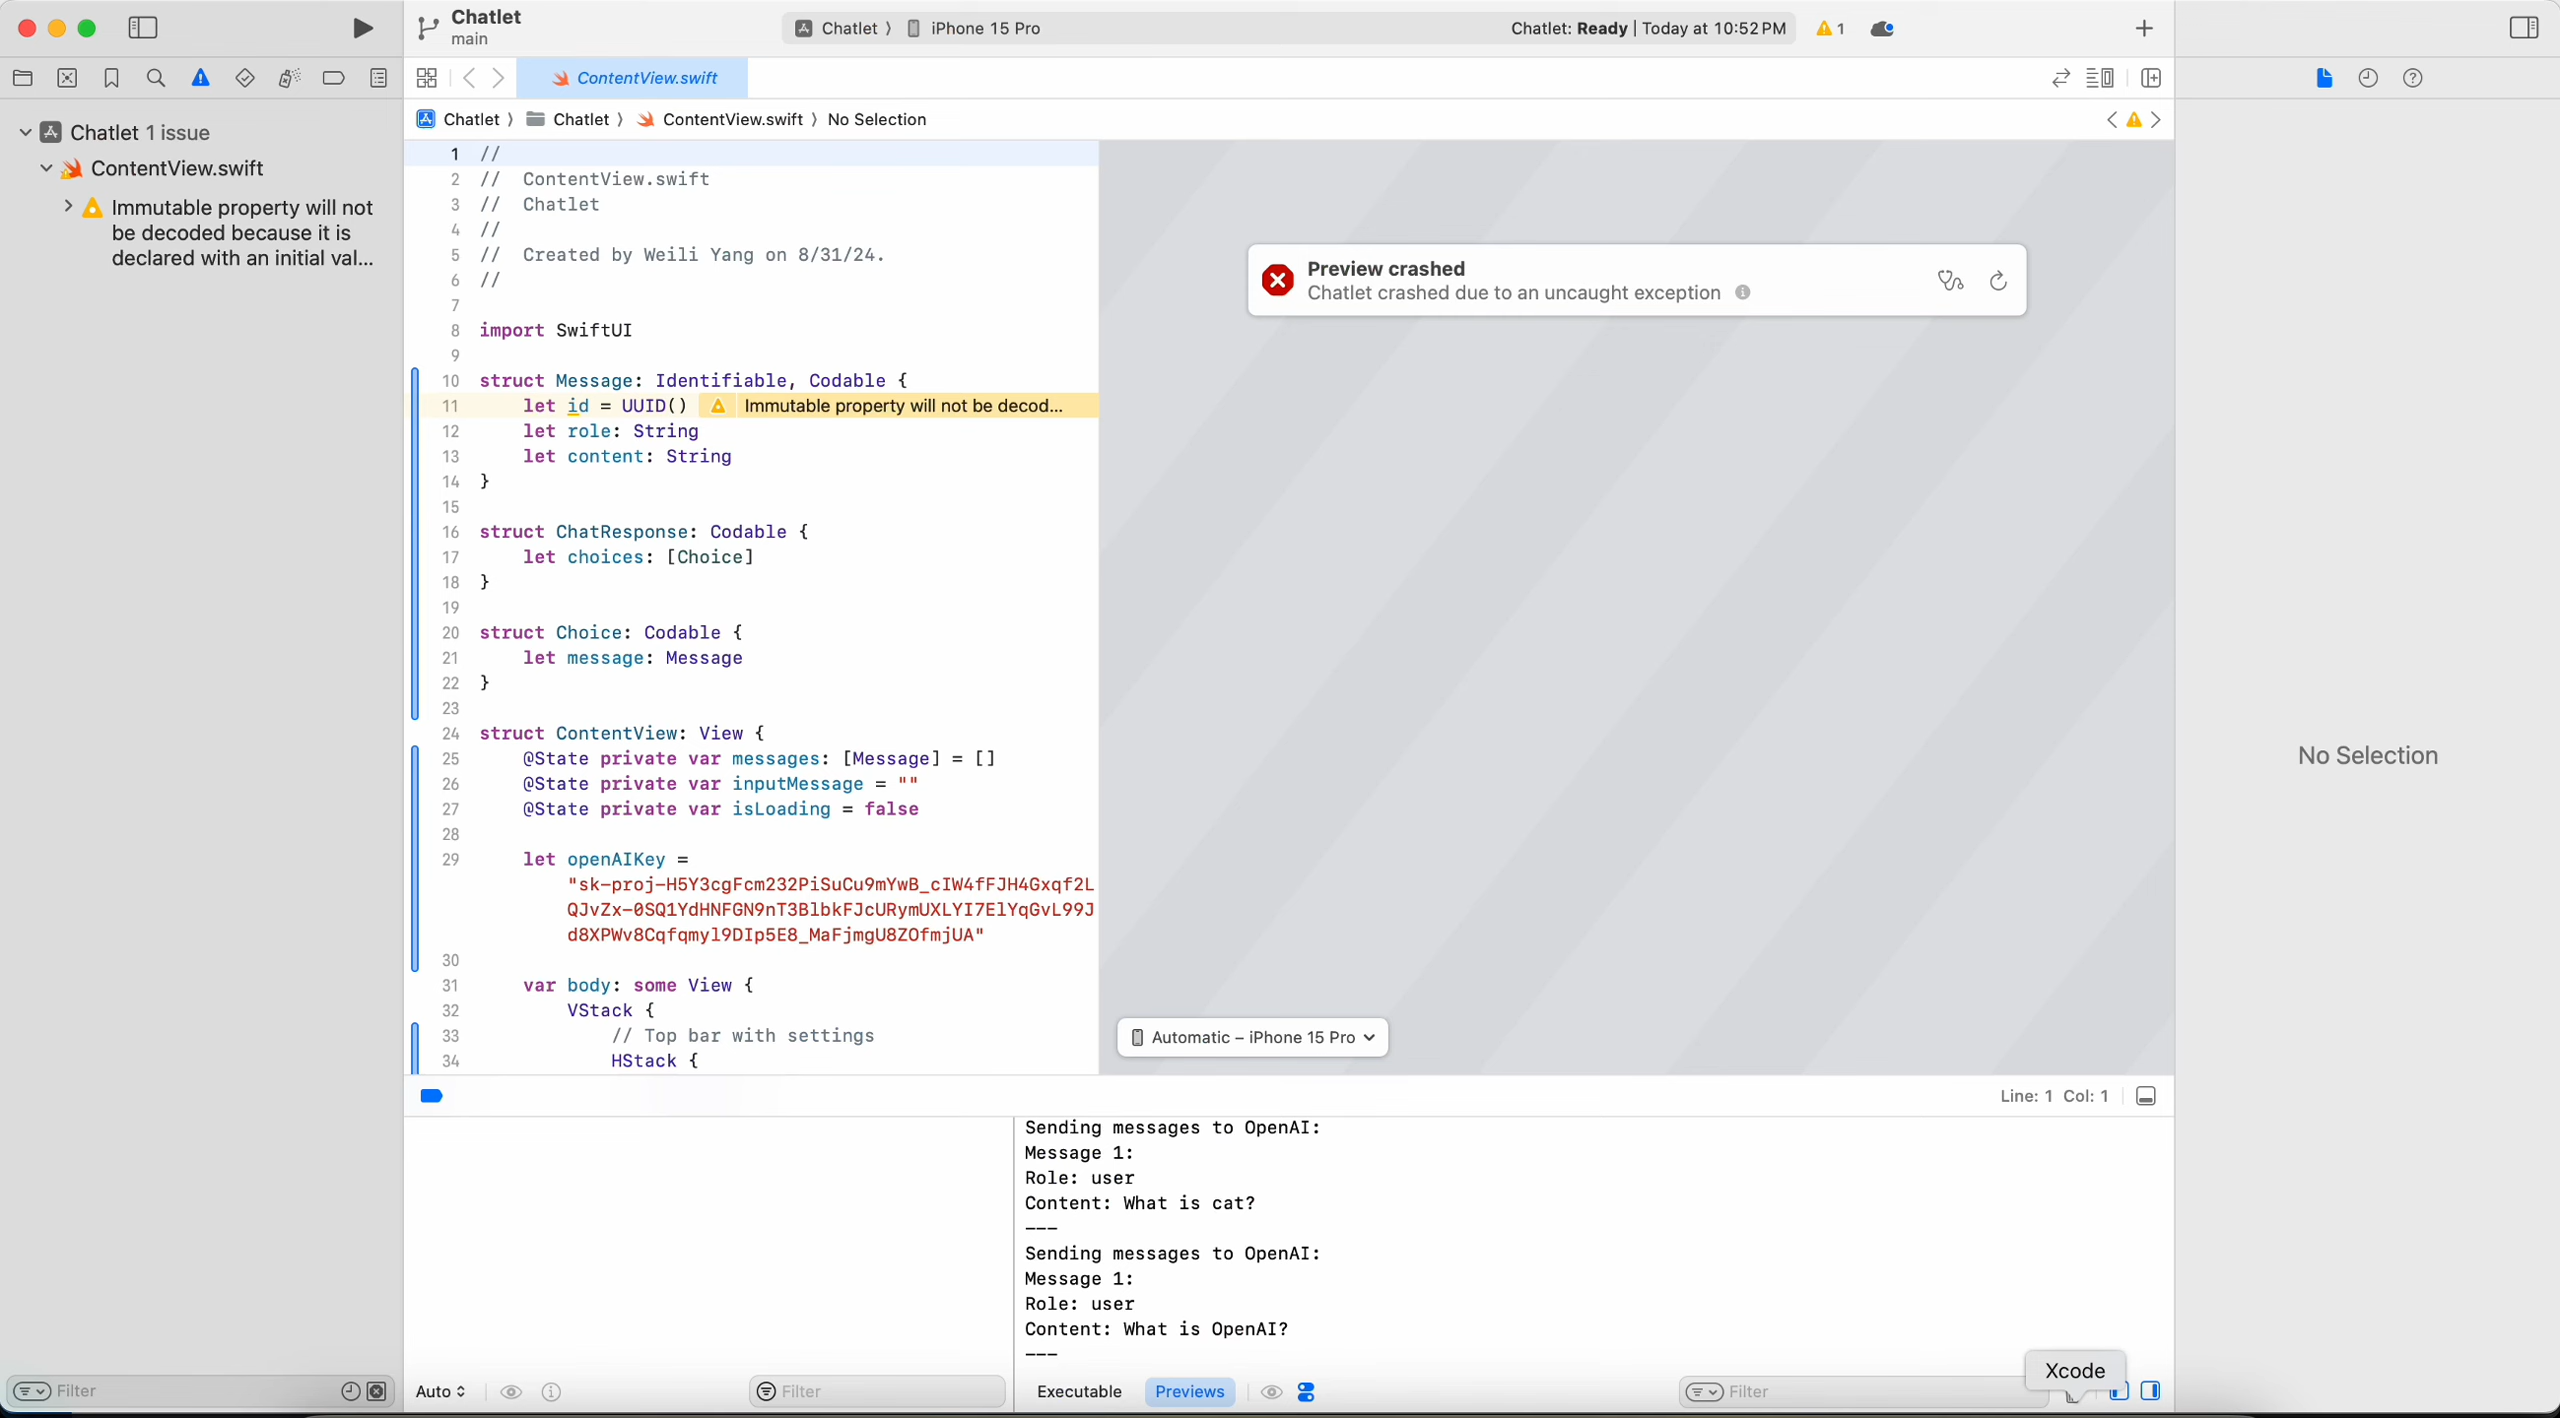 Chatlet
main
Chatlet ⟩ iPhone 15 Pro
Chatlet: Ready | Today at 10:52 PM
1
ContentView.swift
Chatlet 1 issue
ContentView.swift
Immutable property will not
be decoded because it is
declared with an initial val...
Filter
Chatlet ⟩ Chatlet ⟩ ContentView.swift ⟩ No Selection
1 //
2 //  ContentView.swift
3 //  Chatlet
4 //
5 //  Created by Weili Yang on 8/31/24.
6 //
7
8 import SwiftUI
9
10 struct Message: Identifiable, Codable {
11     let id = UUID() Immutable property will not be decod...
12     let role: String
13     let content: String
14 }
15
16 struct ChatResponse: Codable {
17     let choices: [Choice]
18 }
19
20 struct Choice: Codable {
21     let message: Message
22 }
23
24 struct ContentView: View {
25     @State private var messages: [Message] = []
26     @State private var inputMessage = ""
27     @State private var isLoading = false
28
29     let openAIKey =
"sk-proj-H5Y3cgFcm232PiSuCu9mYwB_cIW4fFJH4Gxqf2L
QJvZx-0SQ1YdHNFGN9nT3BlbkFJcURymUXLYI7ElYqGvL99J
d8XPWv8Cqfqmyl9DIp5E8_MaFjmgU8ZOfmjUA"
30
31     var body: some View {
32         VStack {
33             // Top bar with settings
34             HStack {
Preview crashed
Chatlet crashed due to an uncaught exception
Automatic – iPhone 15 Pro
No Selection
Line: 1 Col: 1
Sending messages to OpenAI:
Message 1:
Role: user
Content: What is cat?
---
Sending messages to OpenAI:
Message 1:
Role: user
Content: What is OpenAI?
---
Auto
Filter
Executable
Previews
Filter
Xcode